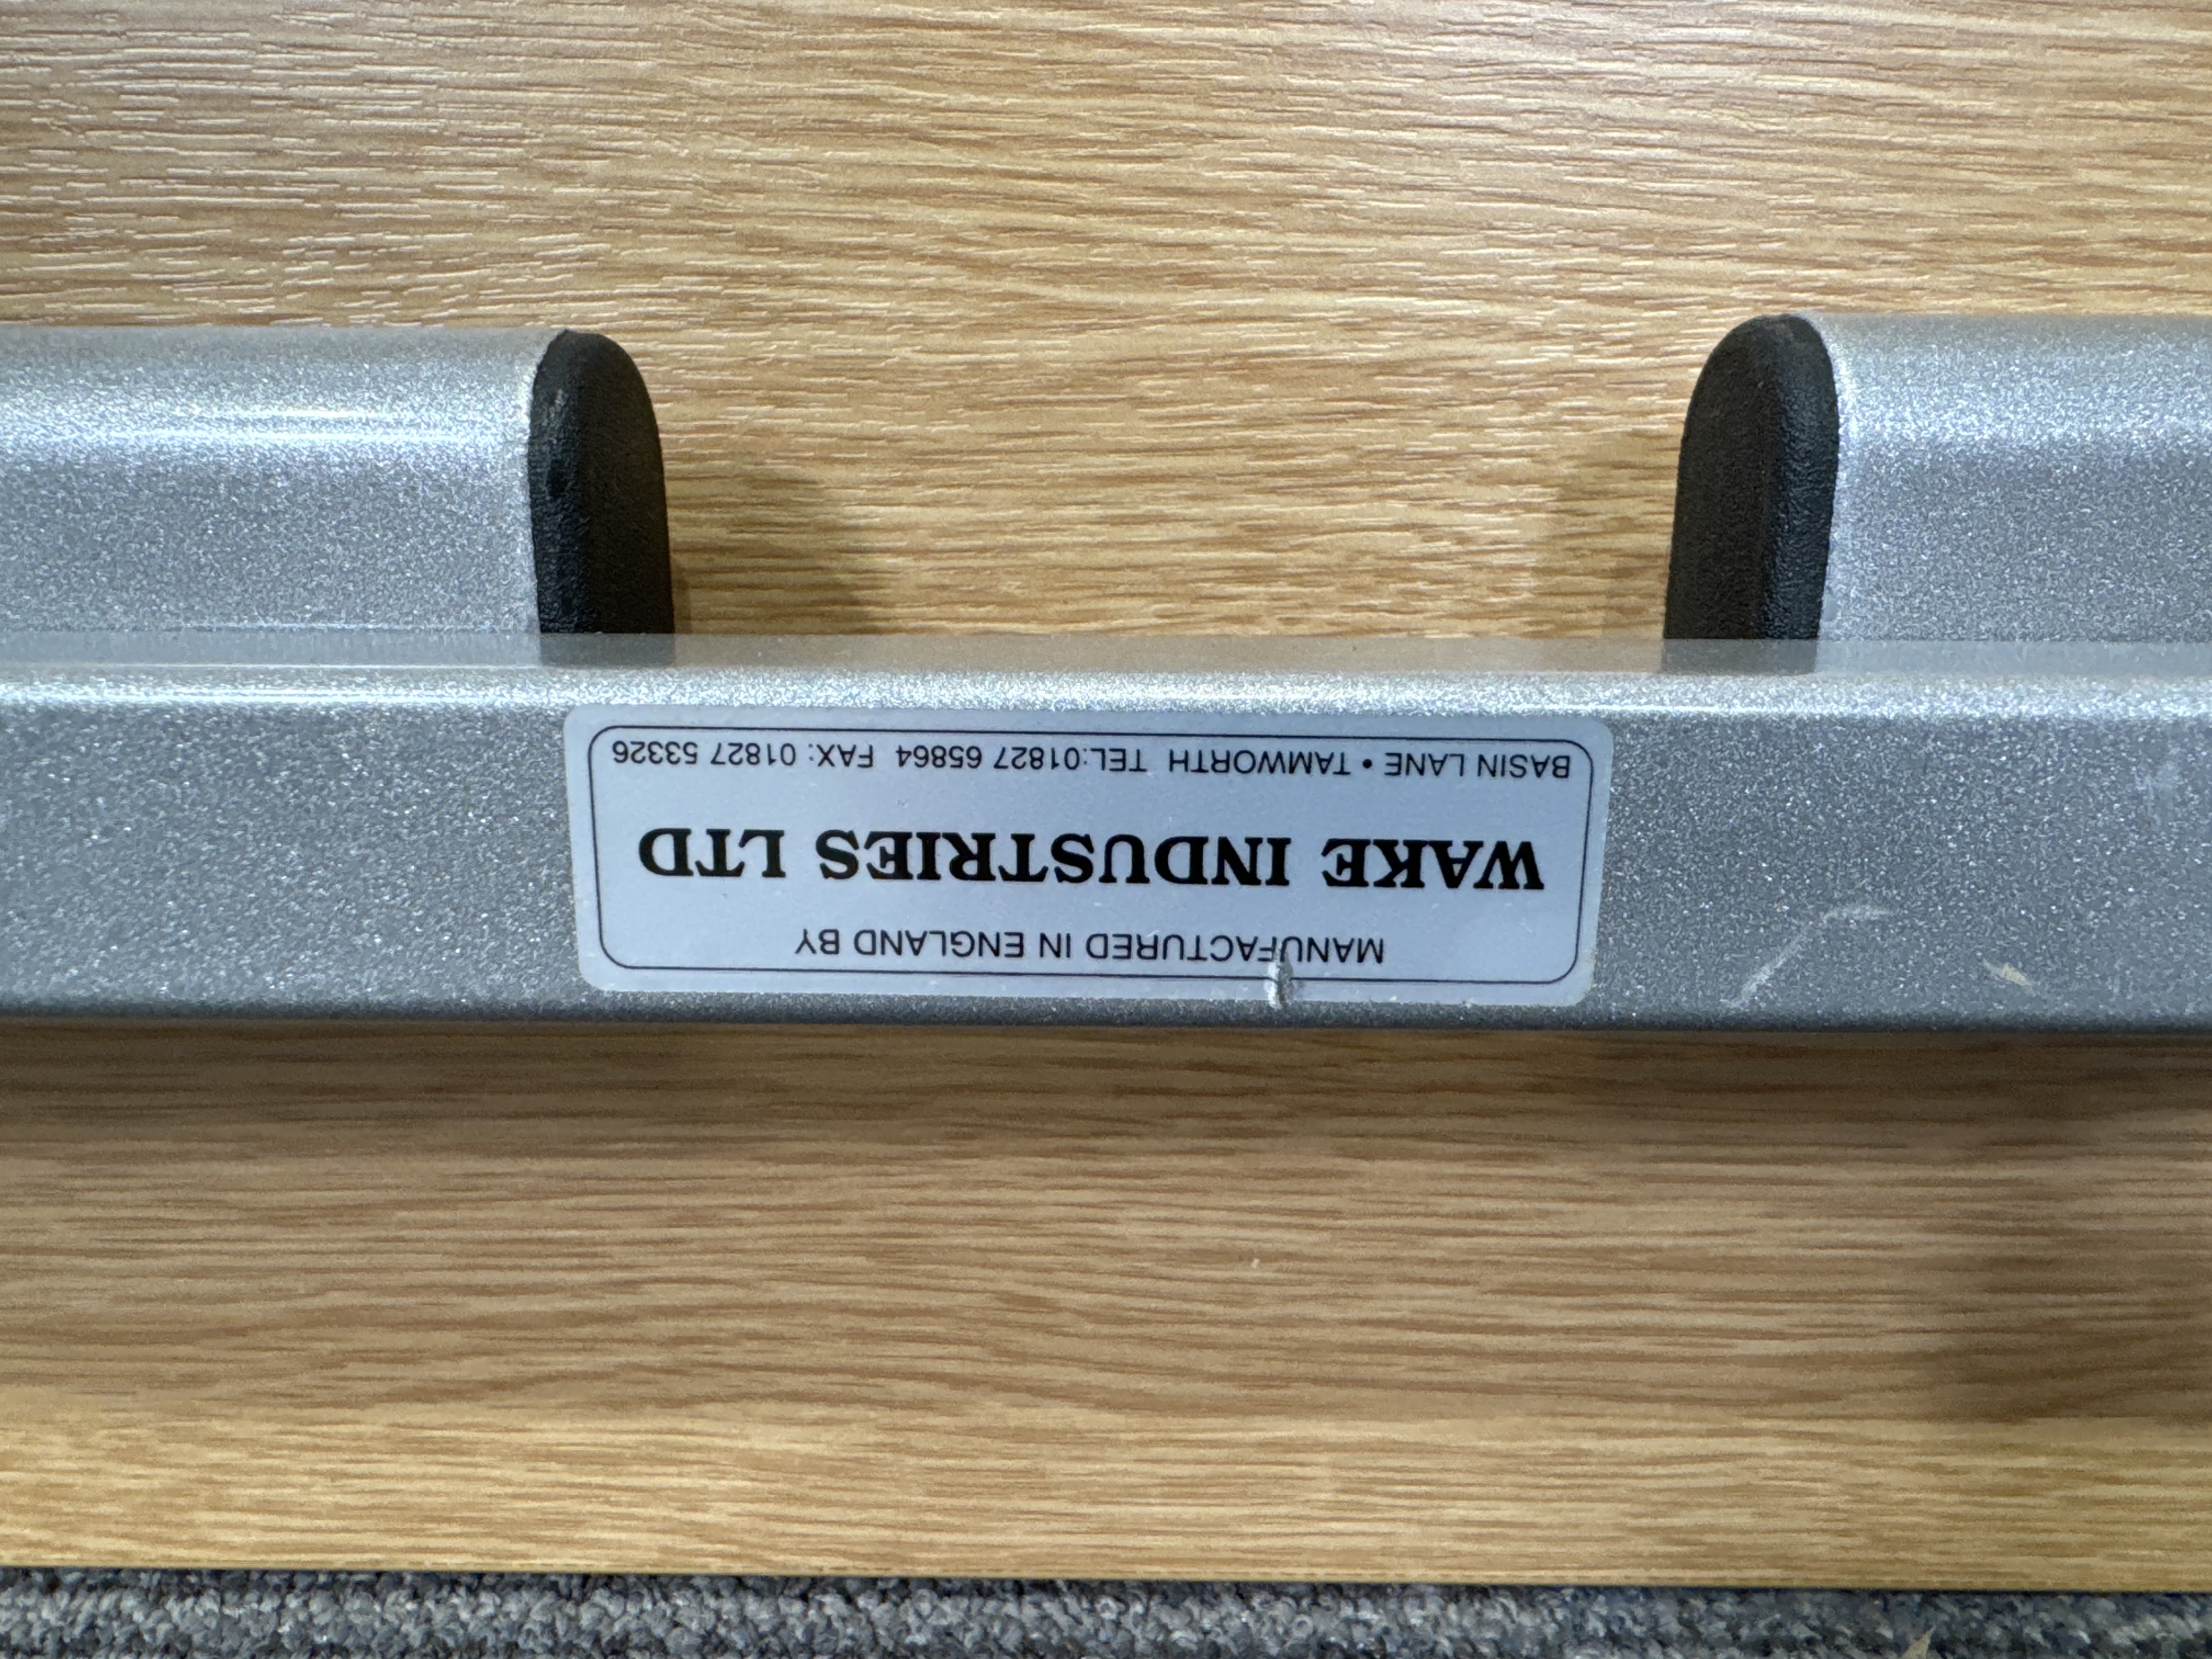 MANUFACTURED IN ENGLAND BY
WAKE INDUSTRIES LTD
BASIN LANE • TAMWORTH TEL:01827 65864 FAX: 01827 53326